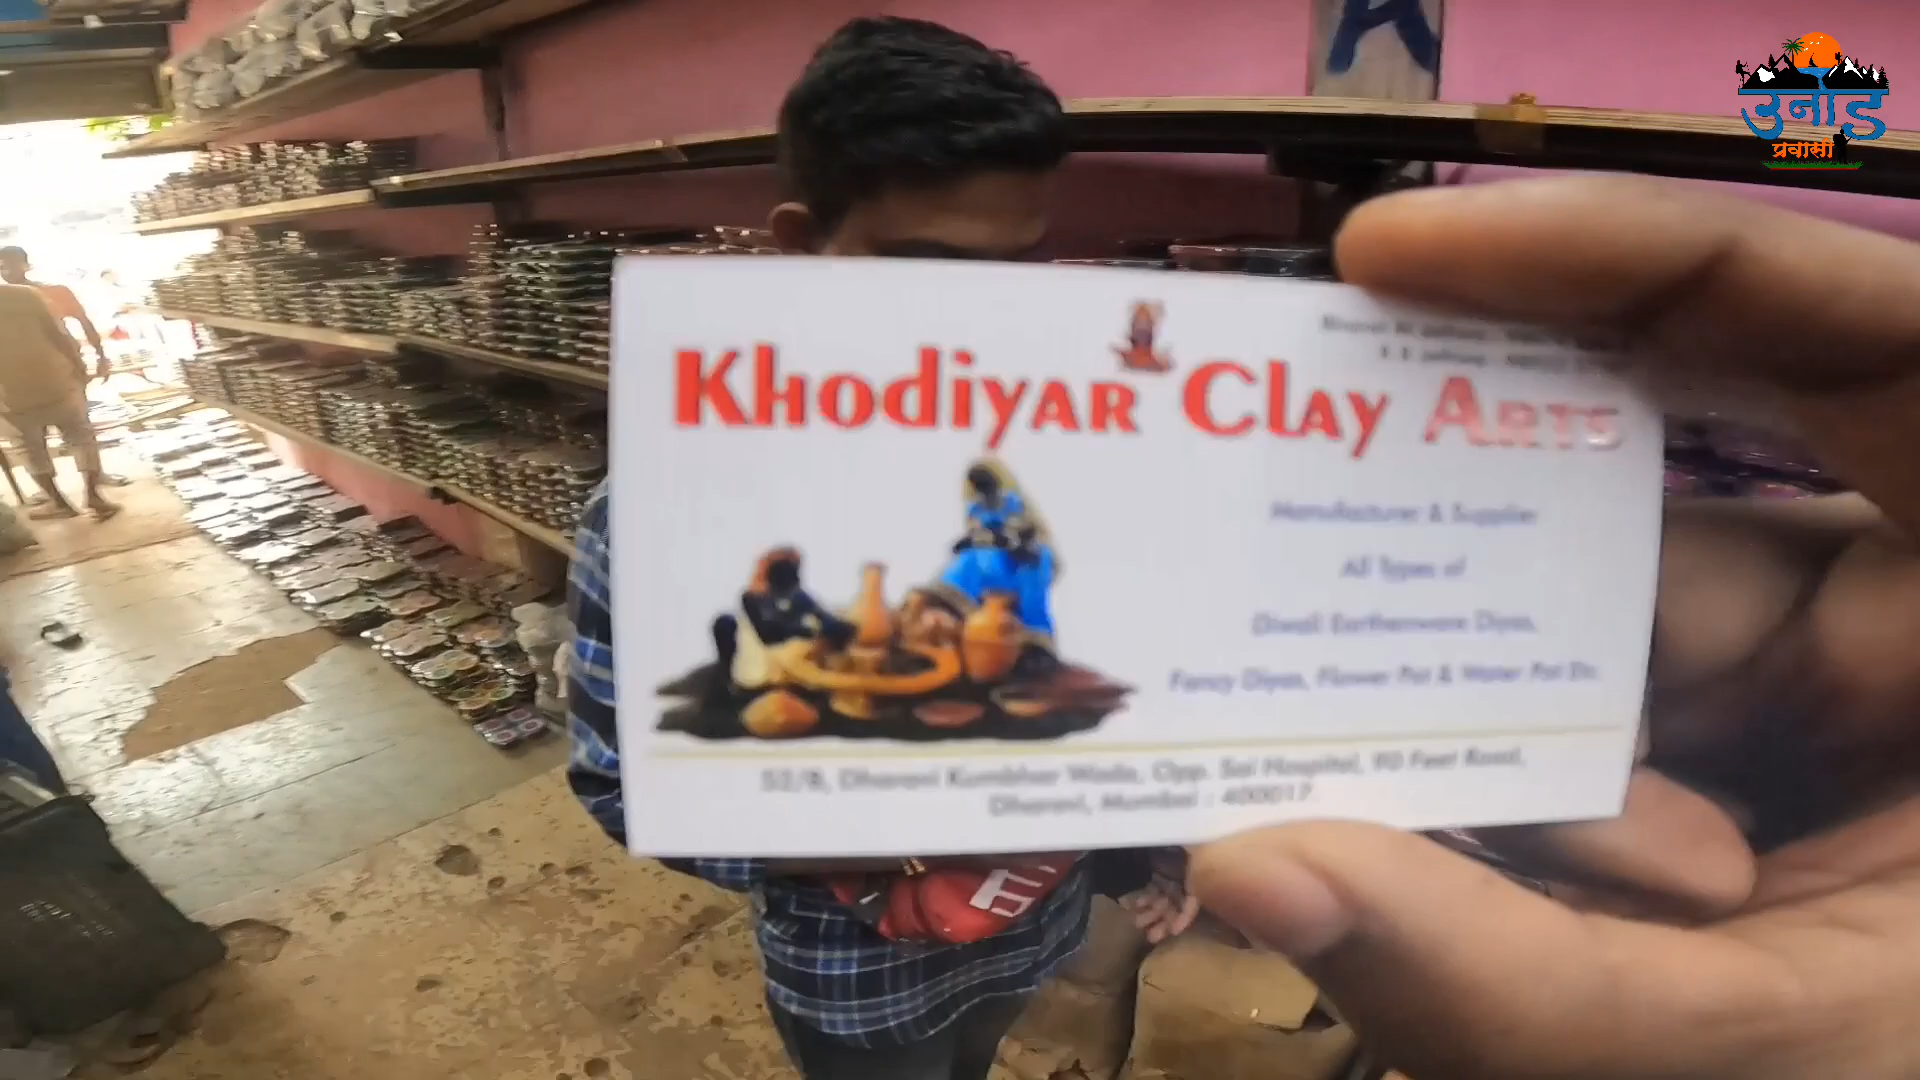 उनाड
प्रवासी
Khodiyar Clay Arts
Manufacturer & Supplier
All Types of
Diwali Earthenware Diyas,
Fancy Diyas, Flower Pot & Water Pot Etc.
52/B, Dharavi Kumbhar Wada, Opp. Sai Hospital, 90 Feet Road,
Dharavi, Mumbai : 400017.